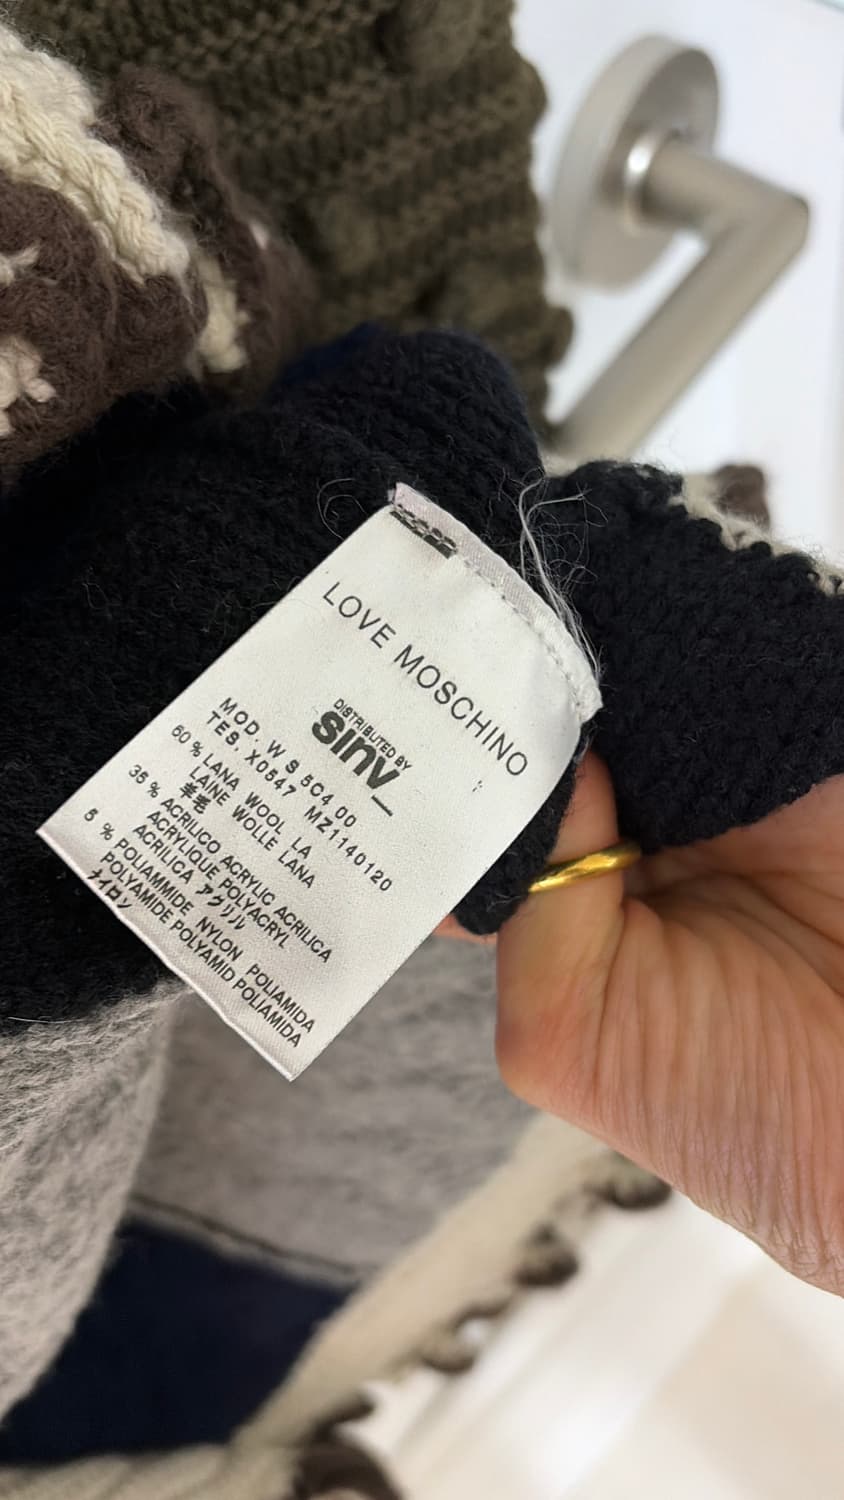 LOVE MOSCHINO
DISTRIBUTED BY
sinv_
MOD. W S 5C4 00
TES. X0547 MZ1140120
60 % LANA WOOL LA
LAINE WOLLE LANA
羊毛
35 % ACRILICO ACRYLIC ACRILICA
ACRYLIQUE POLYACRYL
ACRILICA アクリル
5 % POLIAMMIDE NYLON POLIAMIDA
POLYAMIDE POLYAMID POLIAMIDA
ナイロン